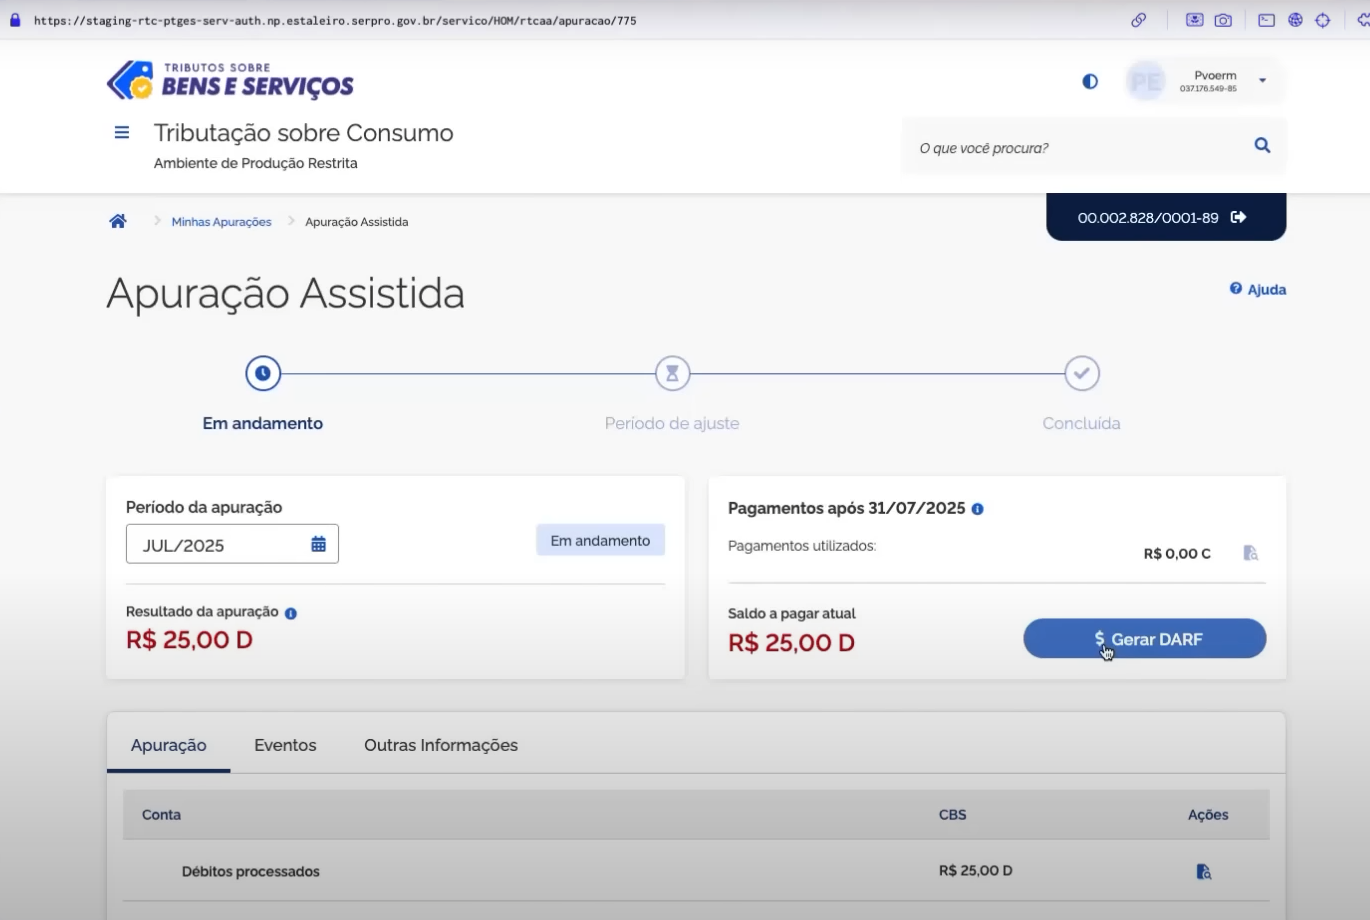 https://staging-rtc-ptges-serv-auth.np.estaleiro.serpro.gov.br/servico/HOM/rtcaa/apuracao/775
TRIBUTOS SOBRE
BENS E SERVIÇOS
PE
Pvoerm
037.176.549-85
Tributação sobre Consumo
Ambiente de Produção Restrita
O que você procura?
Minhas Apurações
Apuração Assistida
00.002.828/0001-89
Apuração Assistida
Ajuda
Em andamento
Período de ajuste
Concluída
Período da apuração
JUL/2025
Em andamento
Resultado da apuração
R$ 25,00 D
Pagamentos após 31/07/2025
Pagamentos utilizados:
R$ 0,00 C
Saldo a pagar atual
R$ 25,00 D
$ Gerar DARF
Apuração
Eventos
Outras Informações
Conta
CBS
Ações
Débitos processados
R$ 25,00 D